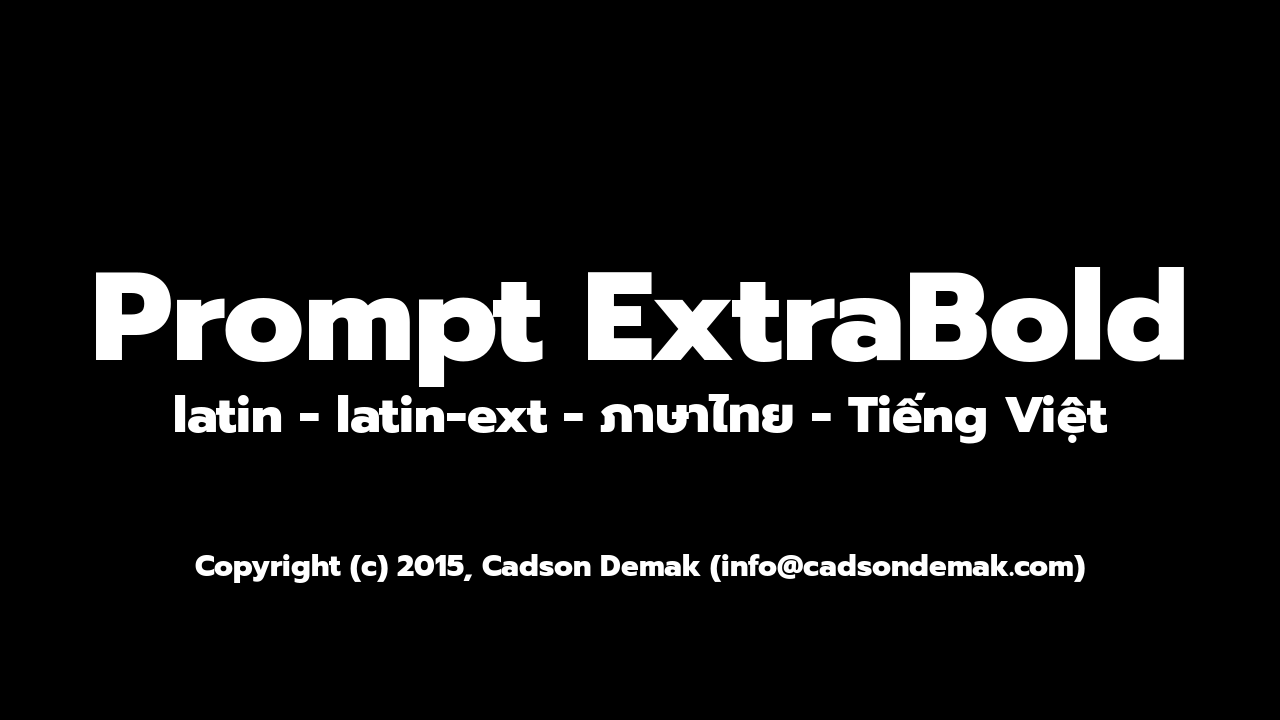 Prompt ExtraBold
latin - latin-ext - ภาษาไทย - Tiếng Việt
Copyright (c) 2015, Cadson Demak (info@cadsondemak.com)